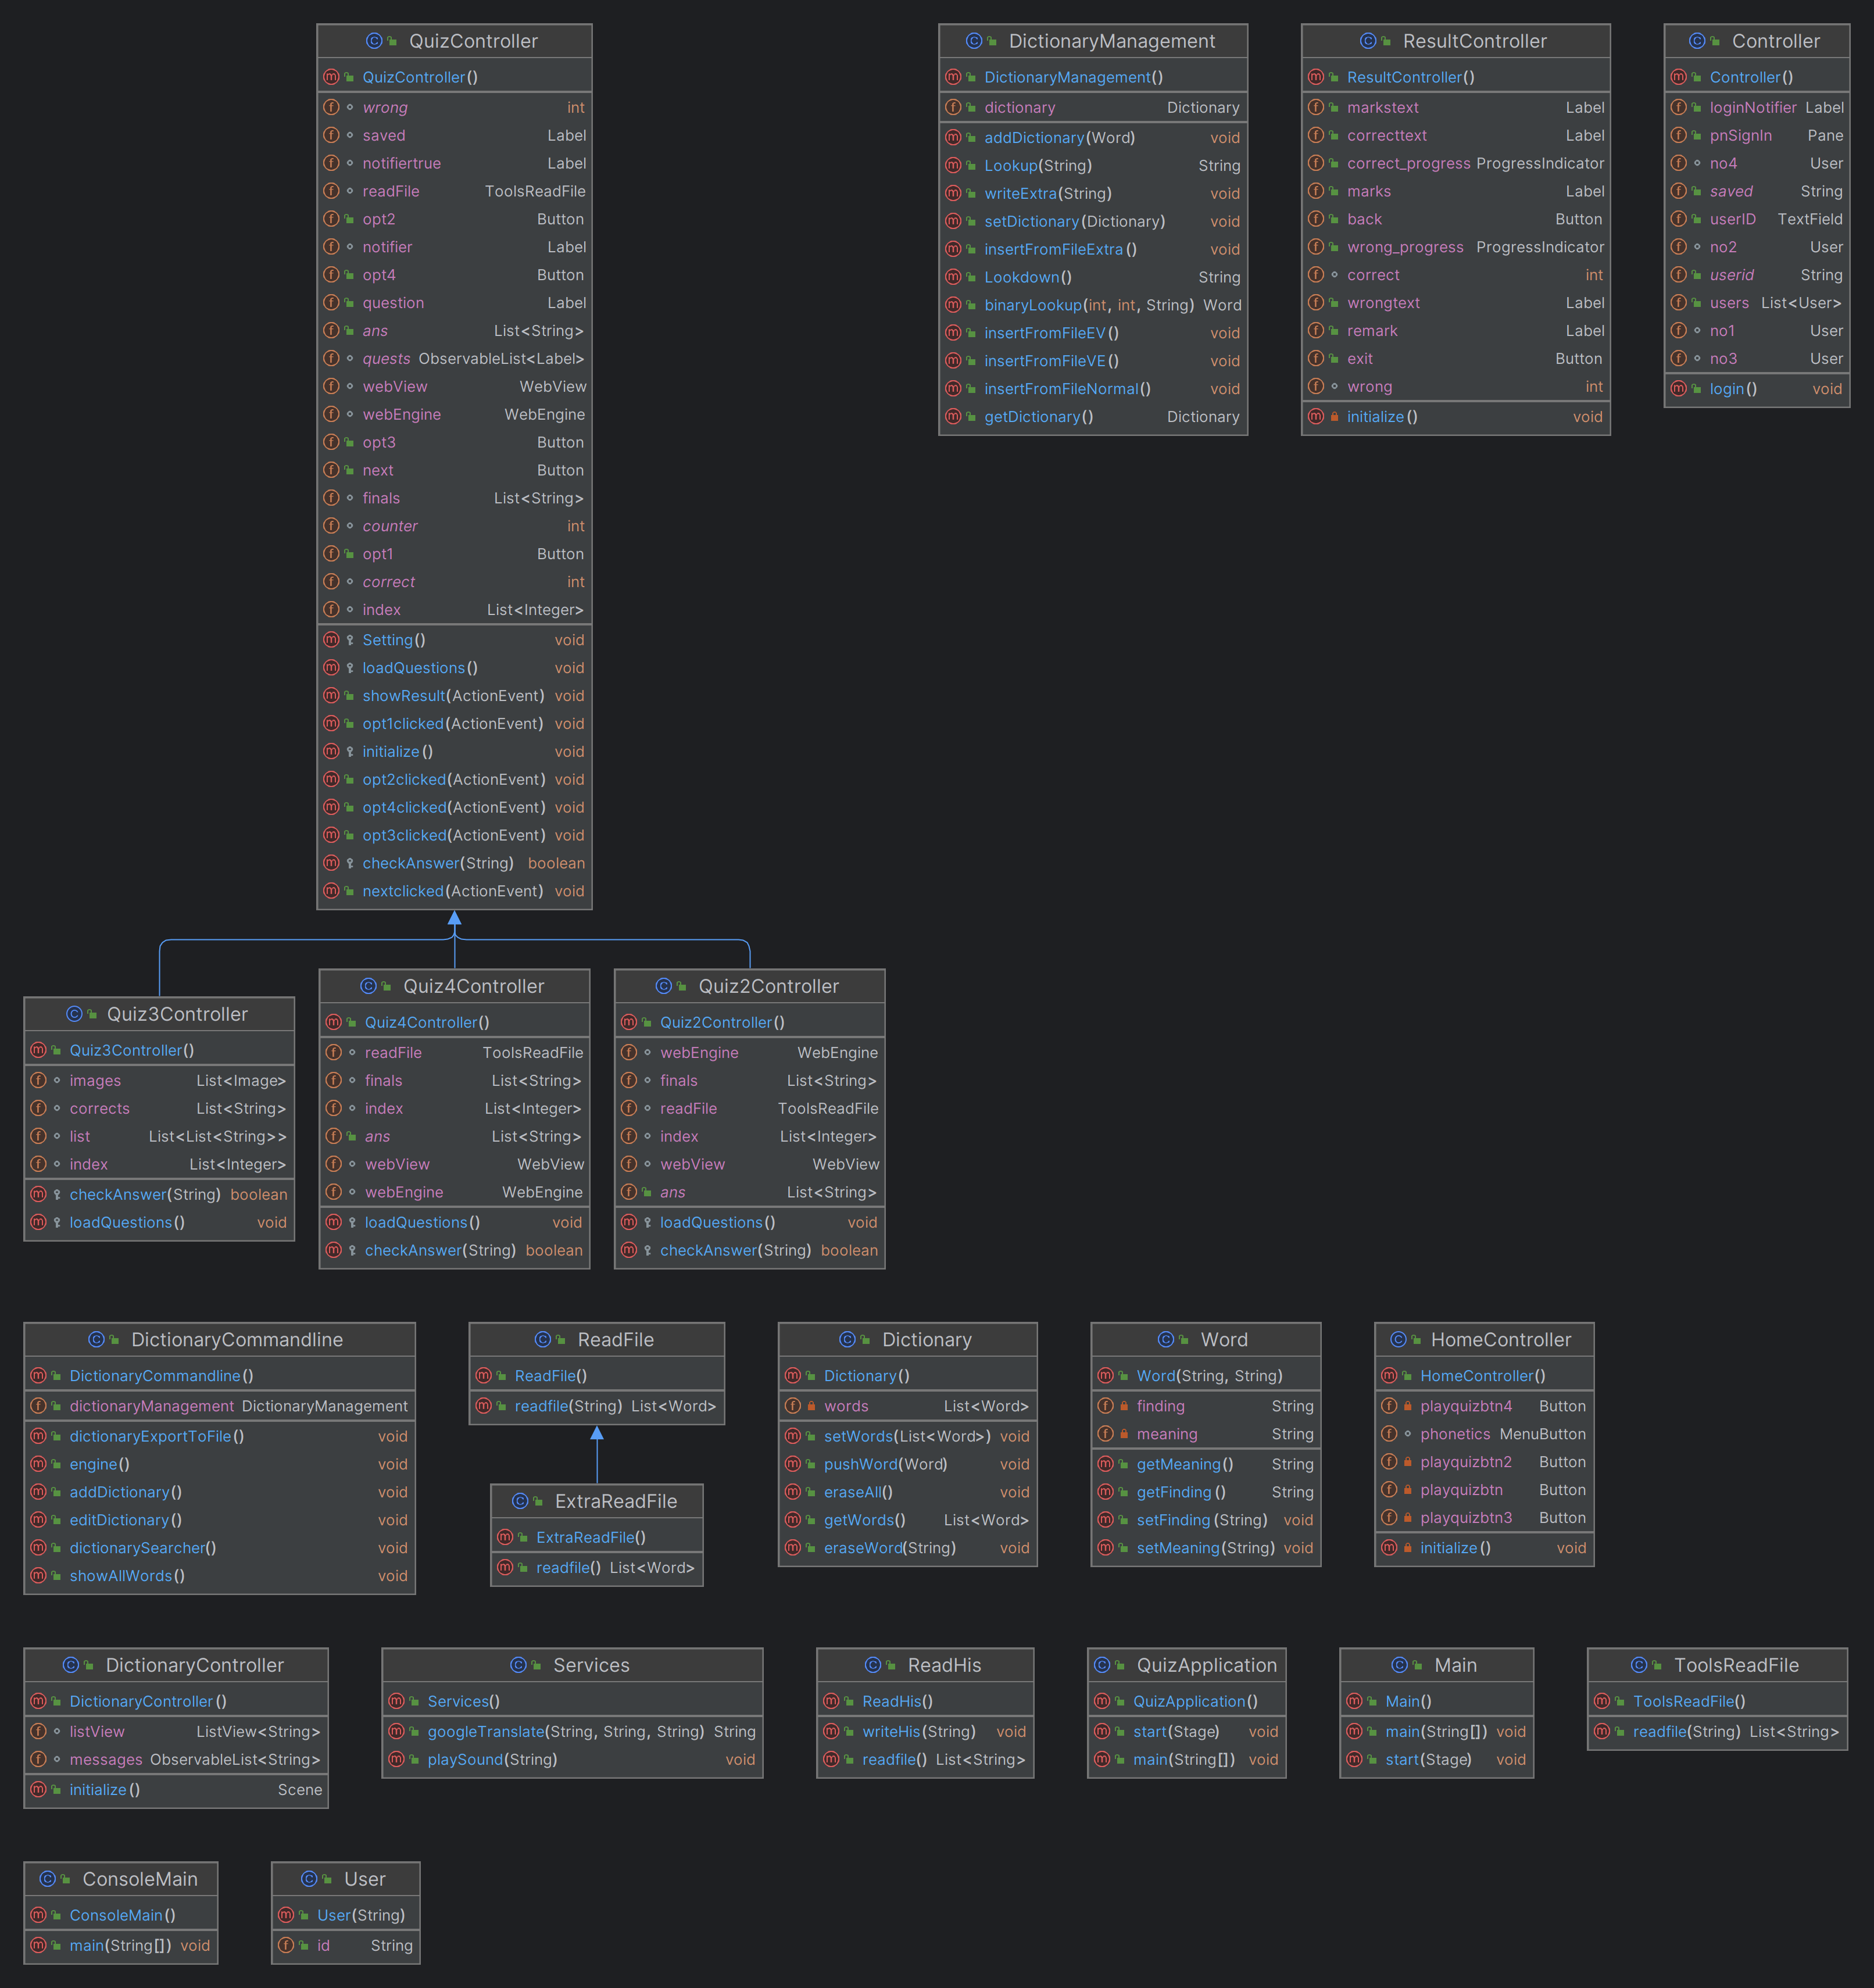 QuizController
QuizController()
wrong int
saved Label
notifiertrue Label
readFile ToolsReadFile
opt2 Button
notifier Label
opt4 Button
question Label
ans List<String>
quests ObservableList<Label>
webView WebView
webEngine WebEngine
opt3 Button
next Button
finals List<String>
counter int
opt1 Button
correct int
index List<Integer>
Setting() void
loadQuestions() void
showResult(ActionEvent) void
opt1clicked(ActionEvent) void
initialize() void
opt2clicked(ActionEvent) void
opt4clicked(ActionEvent) void
opt3clicked(ActionEvent) void
checkAnswer(String) boolean
nextclicked(ActionEvent) void
DictionaryManagement
DictionaryManagement()
dictionary Dictionary
addDictionary(Word) void
Lookup(String) String
writeExtra(String) void
setDictionary(Dictionary) void
insertFromFileExtra() void
Lookdown() String
binaryLookup(int, int, String) Word
insertFromFileEV() void
insertFromFileVE() void
insertFromFileNormal() void
getDictionary() Dictionary
ResultController
ResultController()
markstext Label
correcttext Label
correct_progress ProgressIndicator
marks Label
back Button
wrong_progress ProgressIndicator
correct int
wrongtext Label
remark Label
exit Button
wrong int
initialize() void
Controller
Controller()
loginNotifier Label
pnSignIn Pane
no4 User
saved String
userID TextField
no2 User
userid String
users List<User>
no1 User
no3 User
login() void
Quiz3Controller
Quiz3Controller()
images List<Image>
corrects List<String>
list List<List<String>>
index List<Integer>
checkAnswer(String) boolean
loadQuestions() void
Quiz4Controller
Quiz4Controller()
readFile ToolsReadFile
finals List<String>
index List<Integer>
ans List<String>
webView WebView
webEngine WebEngine
loadQuestions() void
checkAnswer(String) boolean
Quiz2Controller
Quiz2Controller()
webEngine WebEngine
finals List<String>
readFile ToolsReadFile
index List<Integer>
webView WebView
ans List<String>
loadQuestions() void
checkAnswer(String) boolean
DictionaryCommandline
DictionaryCommandline()
dictionaryManagement DictionaryManagement
dictionaryExportToFile() void
engine() void
addDictionary() void
editDictionary() void
dictionarySearcher() void
showAllWords() void
ReadFile
ReadFile()
readfile(String) List<Word>
ExtraReadFile
ExtraReadFile()
readfile() List<Word>
Dictionary
Dictionary()
words List<Word>
setWords(List<Word>) void
pushWord(Word) void
eraseAll() void
getWords() List<Word>
eraseWord(String) void
Word
Word(String, String)
finding String
meaning String
getMeaning() String
getFinding() String
setFinding(String) void
setMeaning(String) void
HomeController
HomeController()
playquizbtn4 Button
phonetics MenuButton
playquizbtn2 Button
playquizbtn Button
playquizbtn3 Button
initialize() void
DictionaryController
DictionaryController()
listView ListView<String>
messages ObservableList<String>
initialize() Scene
Services
Services()
googleTranslate(String, String, String) String
playSound(String) void
ReadHis
ReadHis()
writeHis(String) void
readfile() List<String>
QuizApplication
QuizApplication()
start(Stage) void
main(String[]) void
Main
Main()
main(String[]) void
start(Stage) void
ToolsReadFile
ToolsReadFile()
readfile(String) List<String>
ConsoleMain
ConsoleMain()
main(String[]) void
User
User(String)
id String